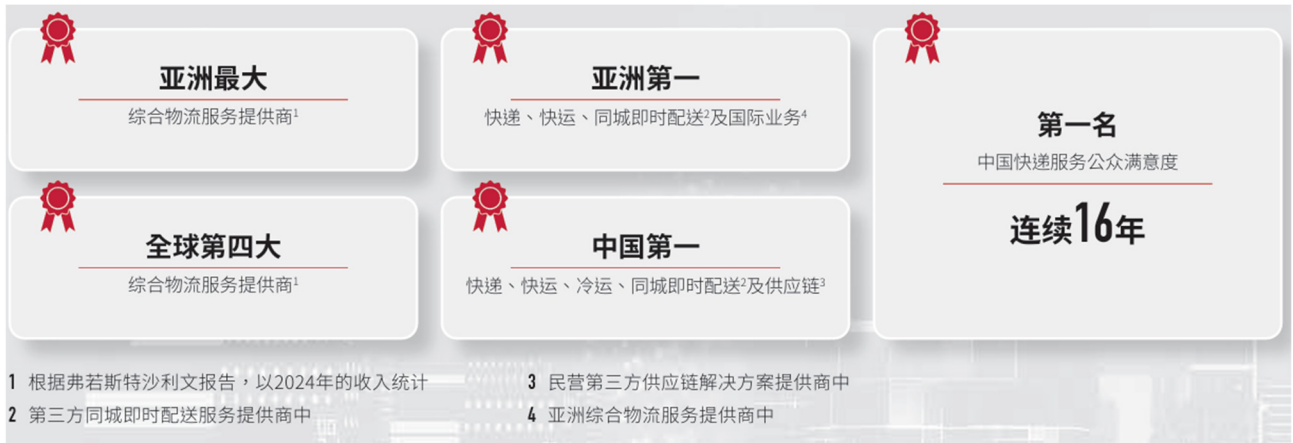 亚洲最大
综合物流服务提供商¹
亚洲第一
快递、快运、同城即时配送²及国际业务⁴
第一名
中国快递服务公众满意度
连续16年
全球第四大
综合物流服务提供商¹
中国第一
快递、快运、冷运、同城即时配送²及供应链³
1 根据弗若斯特沙利文报告，以2024年的收入统计
2 第三方同城即时配送服务提供商中
3 民营第三方供应链解决方案提供商中
4 亚洲综合物流服务提供商中